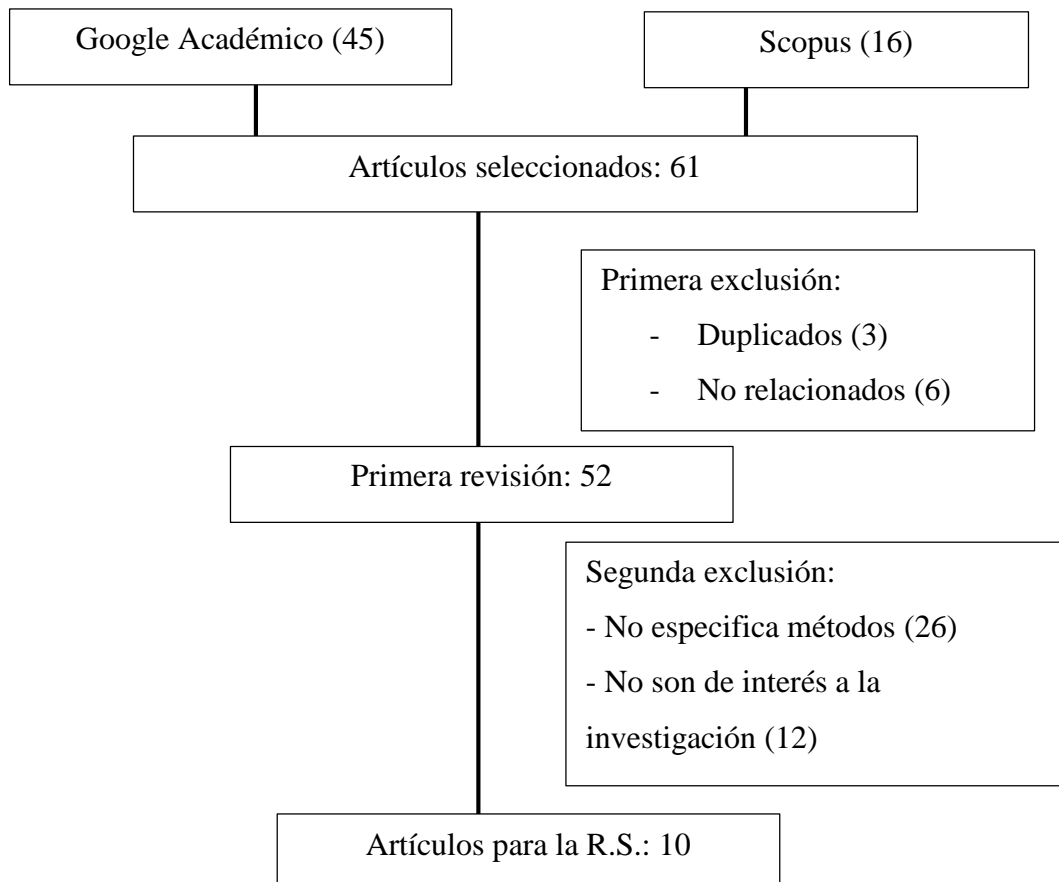 Google Académico (45)
Scopus (16)
Artículos seleccionados: 61
Primera exclusión:
- Duplicados (3)
- No relacionados (6)
Primera revisión: 52
Segunda exclusión:
- No especifica métodos (26)
- No son de interés a la
investigación (12)
Artículos para la R.S.: 10